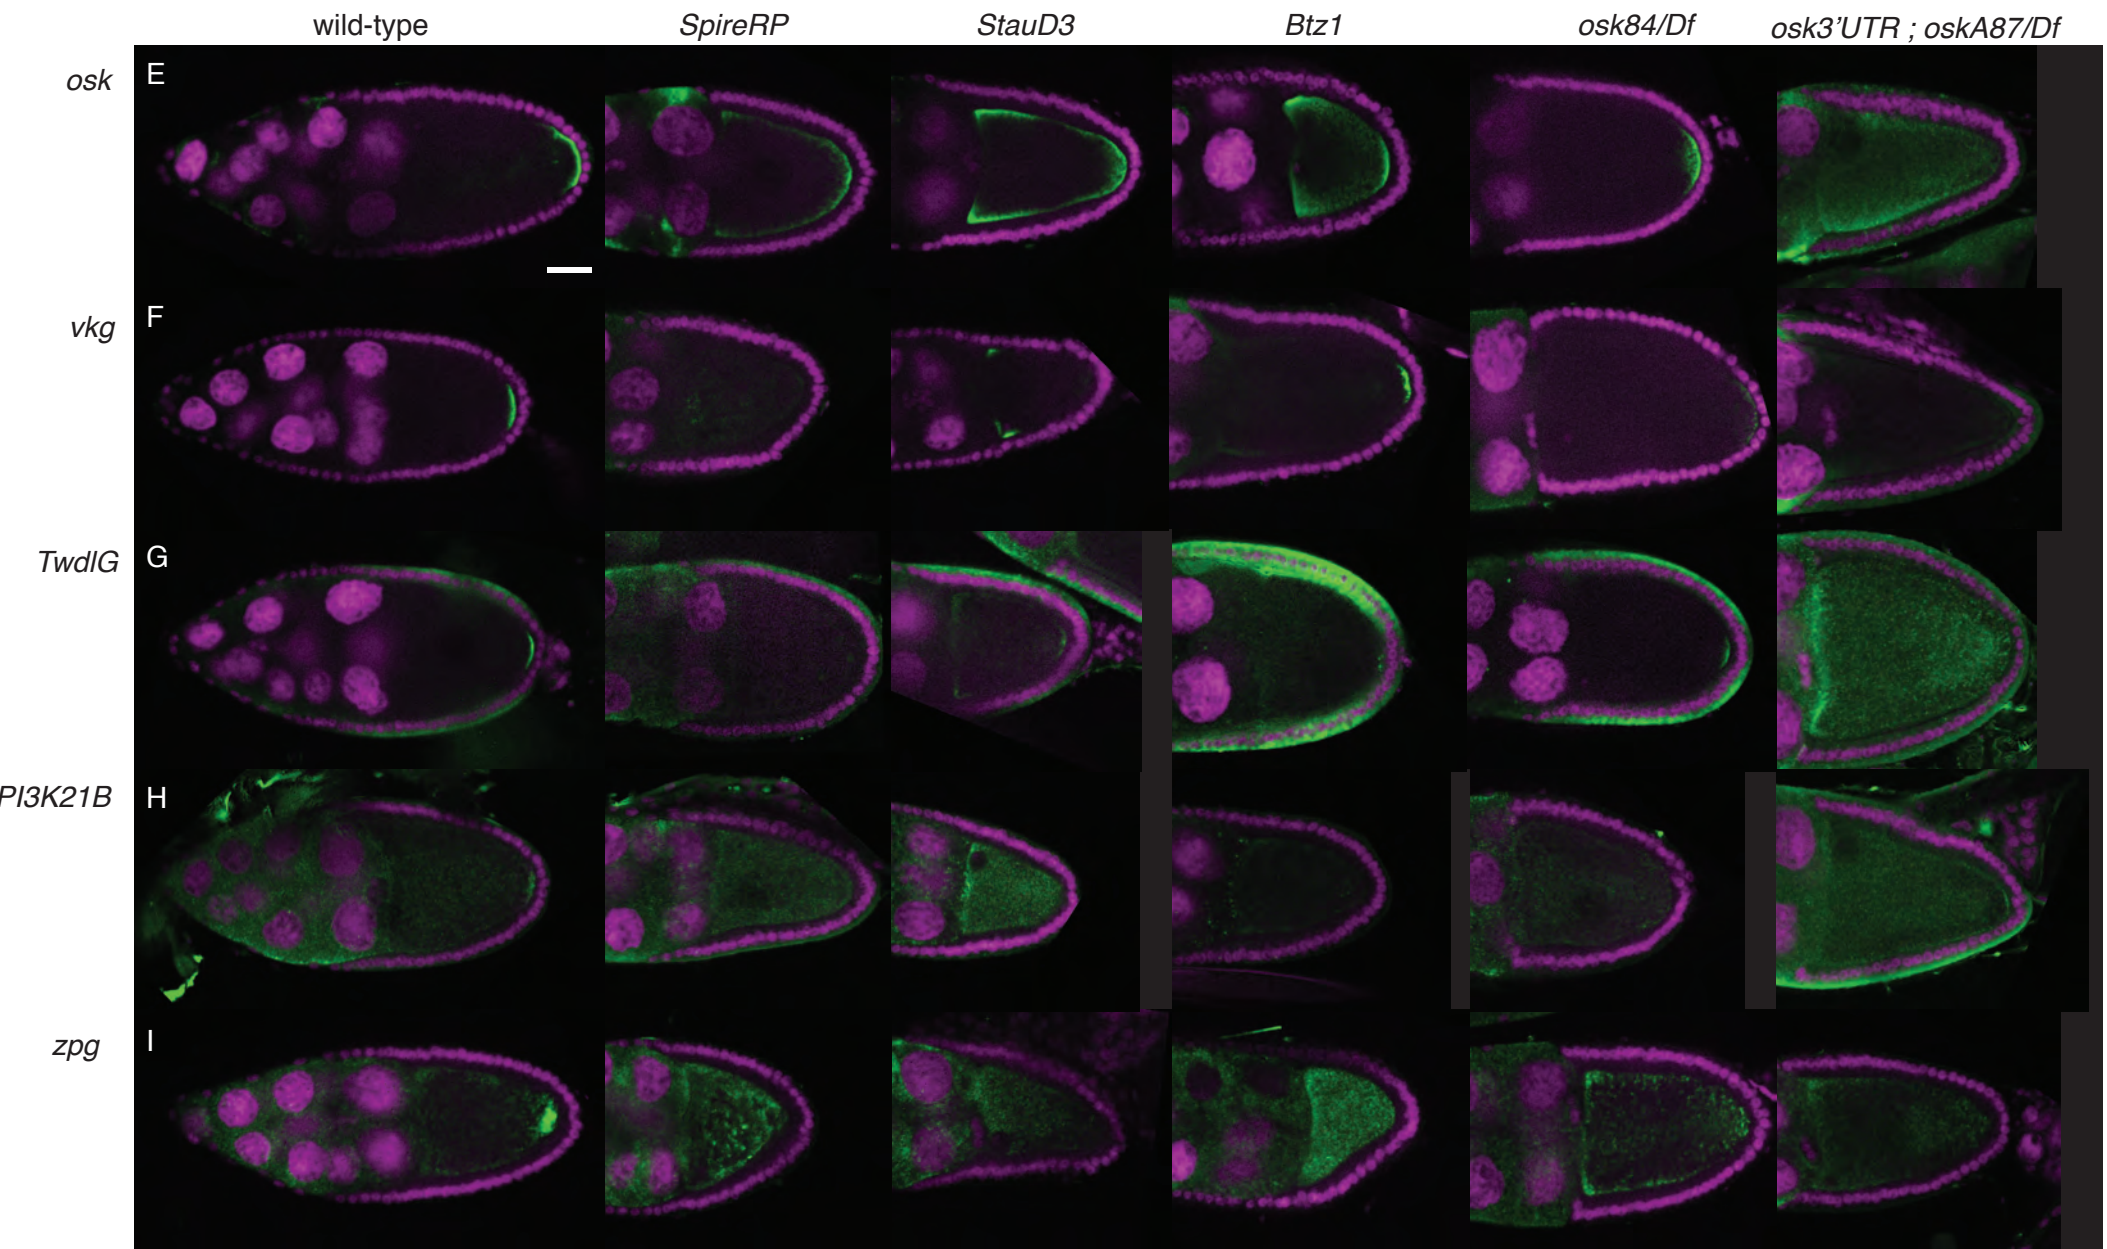 wild-type SpireRP StauD3 Btz1 osk84/Df osk3'UTR ; oskA87/Df
osk E
vkg F
TwdlG G
PI3K21B H
zpg I